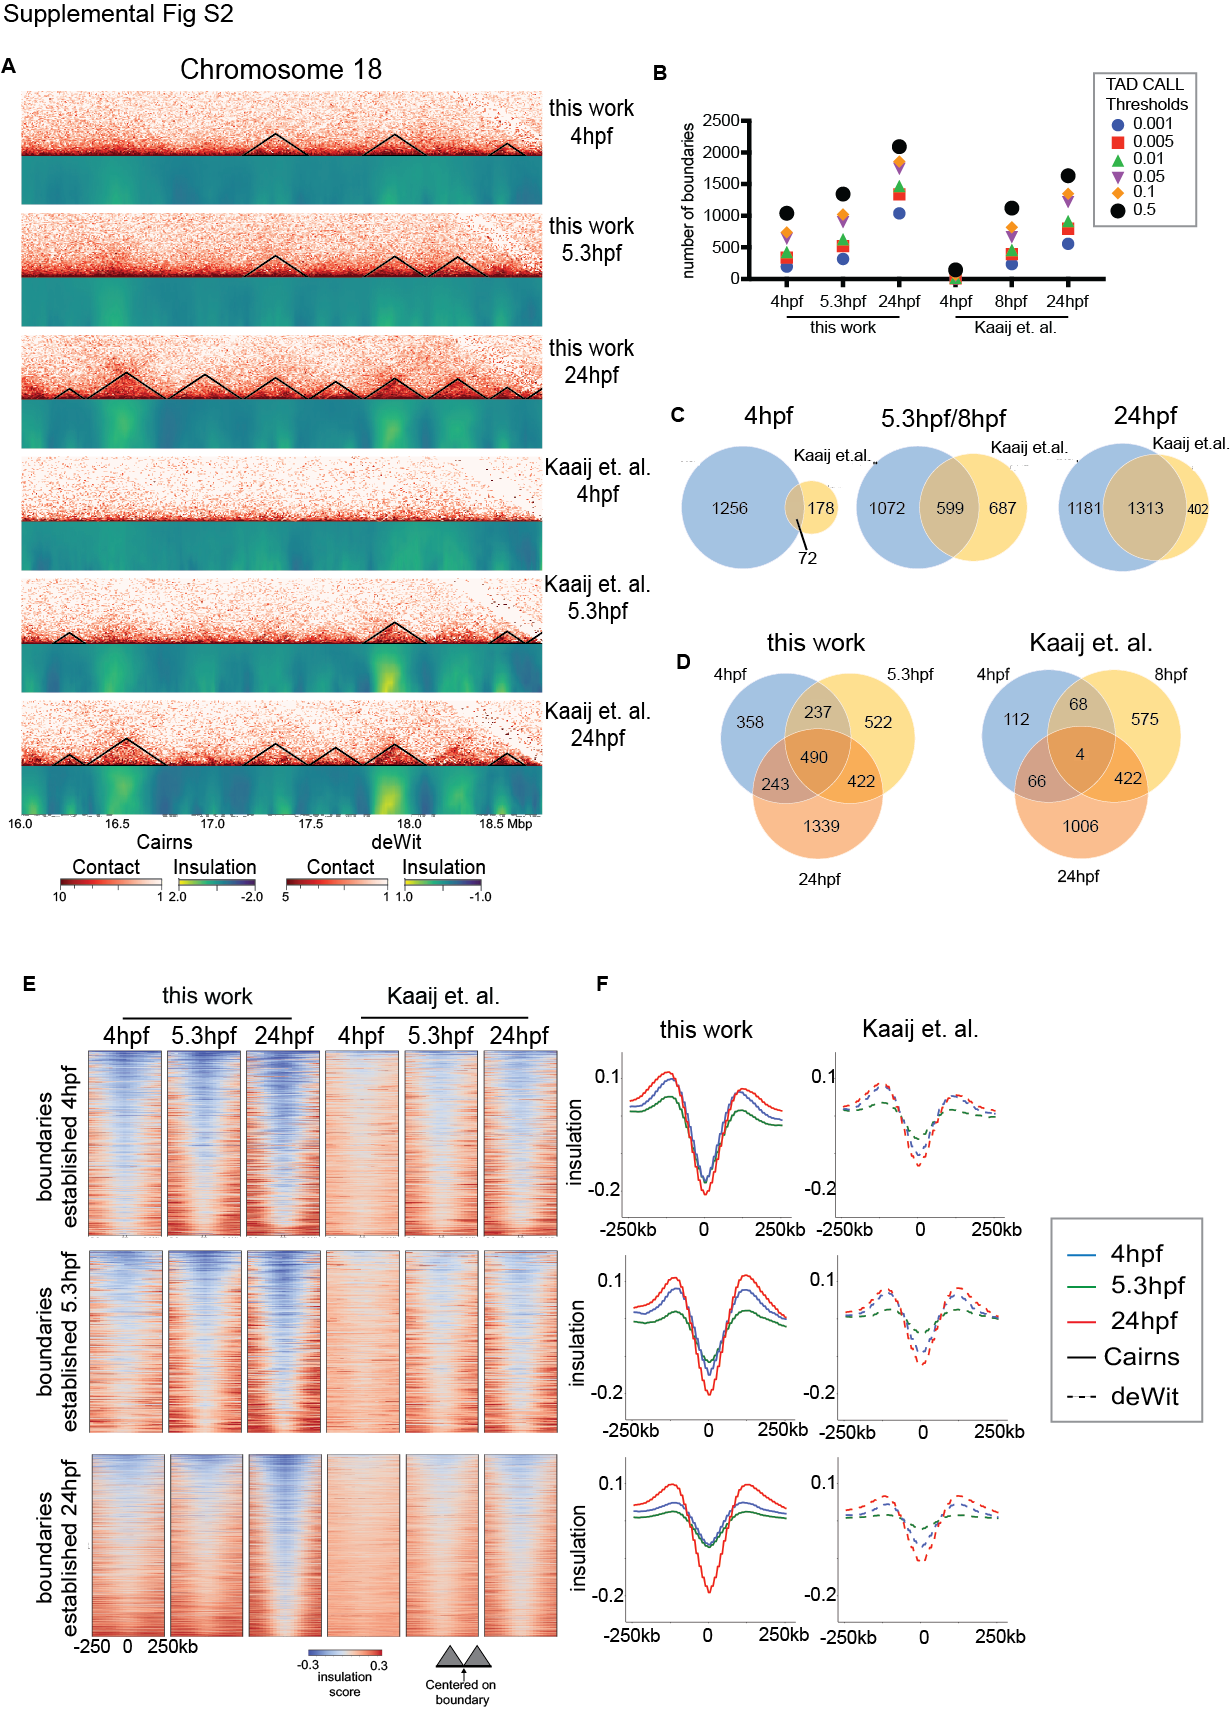 Supplemental Fig S2
A
Chromosome 18
this work
4hpf
this work
5.3hpf
this work
24hpf
Kaaij et. al.
4hpf
Kaaij et. al.
5.3hpf
Kaaij et. al.
24hpf
16.0 16.5 17.0 17.5 18.0 18.5 Mbp
Cairns deWit
Contact Insulation Contact Insulation
10 1 2.0 -2.0 5 1 1.0 -1.0
B
number of boundaries
2500
2000
1500
1000
500
0
4hpf 5.3hpf 24hpf 4hpf 8hpf 24hpf
this work Kaaij et. al.
TAD CALL
Thresholds
0.001
0.005
0.01
0.05
0.1
0.5
C
4hpf 5.3hpf/8hpf 24hpf
Kaaij et.al. Kaaij et.al. Kaaij et.al.
1256 178 1072 599 687 1181 1313 402
72
D
this work Kaaij et. al.
4hpf 5.3hpf 4hpf 8hpf
358 237 522 112 68 575
490 4
243 422 66 422
1339 1006
24hpf 24hpf
E
this work Kaaij et. al.
4hpf 5.3hpf 24hpf 4hpf 5.3hpf 24hpf
boundaries
established 4hpf
boundaries
established 5.3hpf
boundaries
established 24hpf
-250 0 250kb
-0.3 0.3
insulation
score
Centered on
boundary
F
this work Kaaij et. al.
0.1 0.1
insulation
-0.2 -0.2
-250kb 0 250kb -250kb 0 250kb
0.1 0.1
insulation
-0.2 -0.2
-250kb 0 250kb -250kb 0 250kb
0.1 0.1
insulation
-0.2 -0.2
-250kb 0 250kb -250kb 0 250kb
4hpf
5.3hpf
24hpf
Cairns
deWit